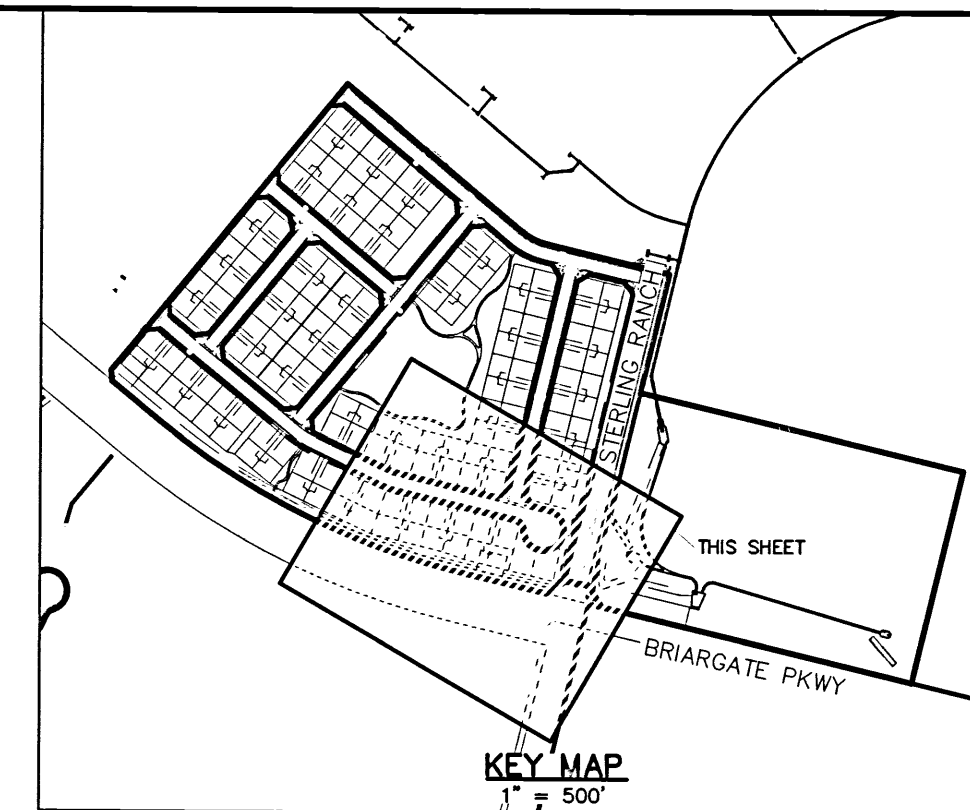 STERLING RANCH
THIS SHEET
BRIARGATE PKWY
KEY MAP
1" = 500'